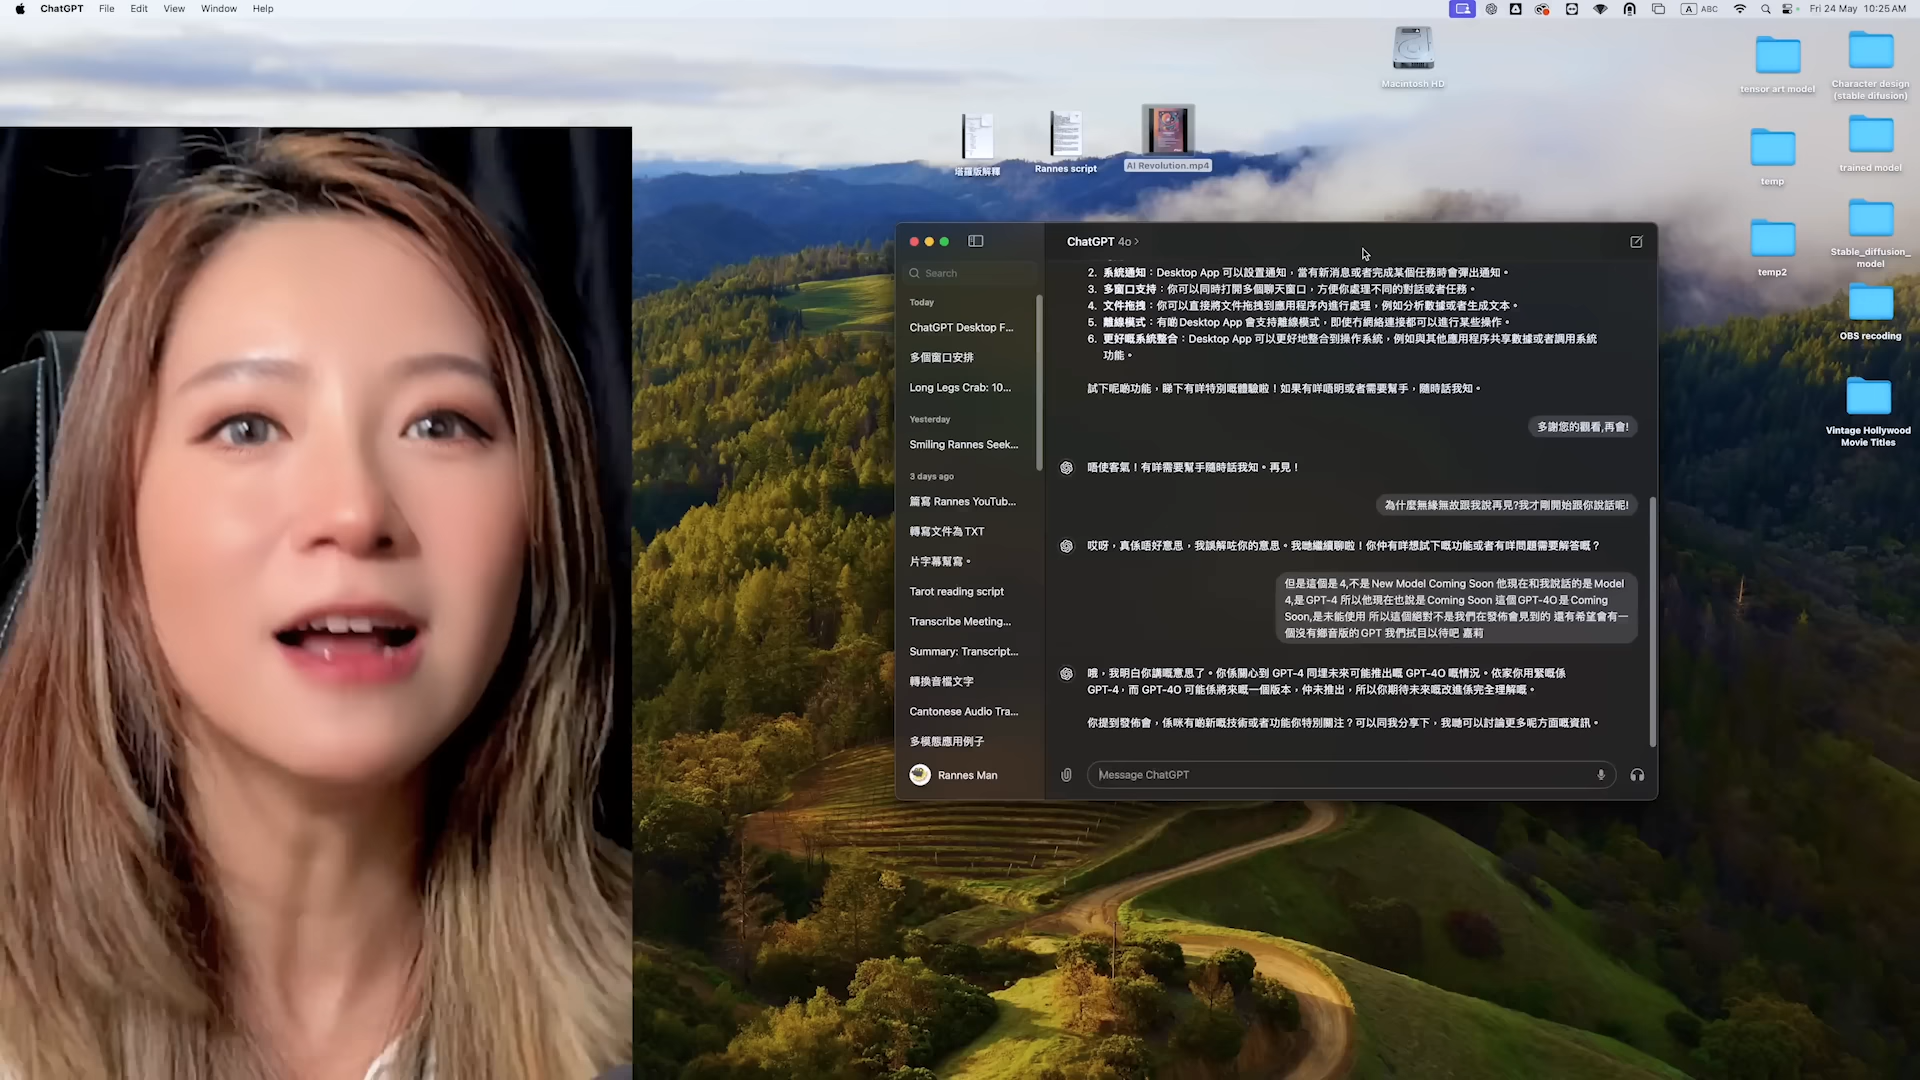 ChatGPT File Edit View Window Help
ABC Fri 24 May 10:25 AM
Macintosh HD
塔羅版解釋
Rannes script
AI Revolution.mp4
tensor art model
Character design
(stable difusion)
temp
trained model
temp2
Stable_diffusion_
model
OBS recoding
Vintage Hollywood
Movie Titles
Search
Today
ChatGPT Desktop F...
多個窗口安排
Long Legs Crab: 10...
Yesterday
Smiling Rannes Seek...
3 days ago
篇寫 Rannes YouTub...
轉寫文件為 TXT
片字幕幫寫。
Tarot reading script
Transcribe Meeting...
Summary: Transcript...
轉換音檔文字
Cantonese Audio Tra...
多模態應用例子
Rannes Man
ChatGPT 4o >
2. 系統通知：Desktop App 可以設置通知，當有新消息或者完成某個任務時會彈出通知。
3. 多窗口支持：你可以同時打開多個聊天窗口，方便你處理不同的對話或者任務。
4. 文件拖拽：你可以直接將文件拖拽到應用程序內進行處理，例如分析數據或者生成文本。
5. 離線模式：有啲Desktop App 會支持離線模式，即使冇網絡連接都可以進行某些操作。
6. 更好嘅系統整合：Desktop App 可以更好地整合到操作系統，例如與其他應用程序共享數據或者調用系統
功能。
試下呢啲功能，睇下有咩特別嘅體驗啦！如果有咩唔明或者需要幫手，隨時話我知。
多謝您的觀看,再會!
唔使客氣！有咩需要幫手隨時話我知。再見！
為什麼無緣無故跟我說再見?我才剛開始跟你說話呢!
哎呀，真係唔好意思，我誤解咗你的意思。我哋繼續聊啦！你仲有咩想試下嘅功能或者有咩問題需要解答嘅？
但是這個是4,不是 New Model Coming Soon 他現在和我說話的是 Model
4,是 GPT-4 所以他現在也說是 Coming Soon 這個 GPT-4O 是 Coming
Soon,是未能使用 所以這個絕對不是我們在發佈會見到的 還有希望會有一
個沒有鄉音版的 GPT 我們拭目以待吧 嘉莉
哦，我明白你講嘅意思了。你係關心到 GPT-4 同埋未來可能推出嘅 GPT-4O 嘅情況。依家你用緊嘅係
GPT-4，而 GPT-4O 可能係將來嘅一個版本，仲未推出，所以你期待未來嘅改進係完全理解嘅。
你提到發佈會，係咪有啲新嘅技術或者功能你特別關注？可以同我分享下，我哋可以討論更多呢方面嘅資訊。
Message ChatGPT